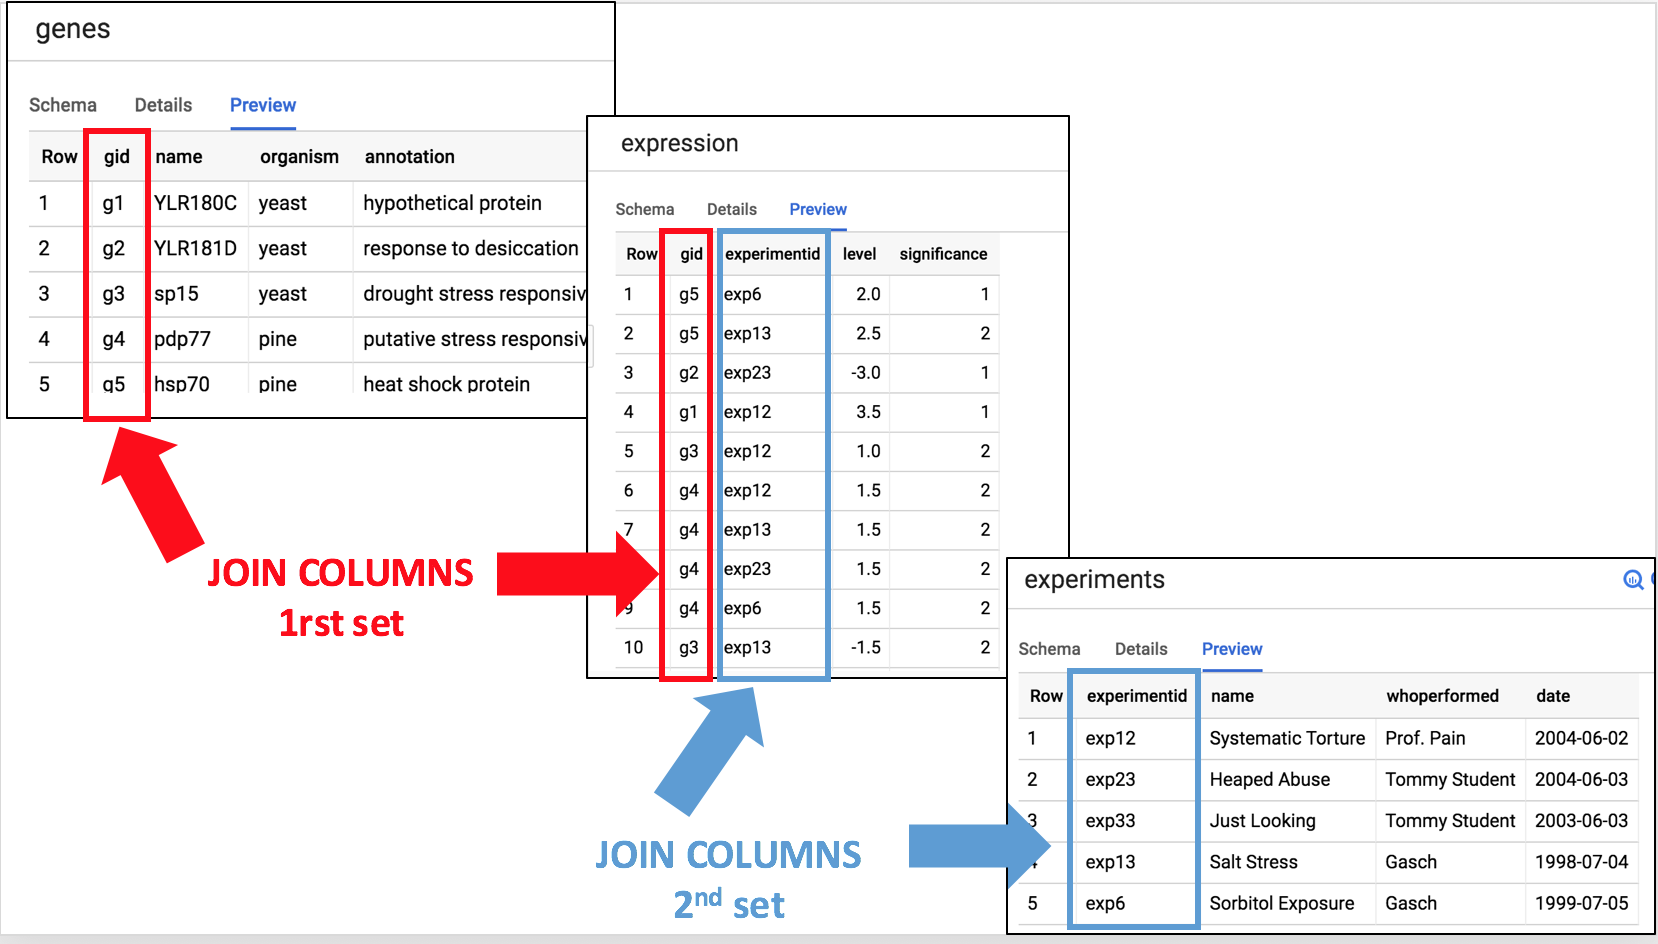 genes
Schema Details Preview
Row gid name organism annotation
1 g1 YLR180C yeast hypothetical protein
2 g2 YLR181D yeast response to desiccation
3 g3 sp15 yeast drought stress responsiv
4 g4 pdp77 pine putative stress responsiv
5 g5 hsp70 pine heat shock protein
expression
Schema Details Preview
Row gid experimentid level significance
1 g5 exp6 2.0 1
2 g5 exp13 2.5 2
3 g2 exp23 -3.0 1
4 g1 exp12 3.5 1
5 g3 exp12 1.0 2
6 g4 exp12 1.5 2
7 g4 exp13 1.5 2
g4 exp23 1.5 2
9 g4 exp6 1.5 2
10 g3 exp13 -1.5 2
JOIN COLUMNS
1rst set
experiments
Schema Details Preview
Row experimentid name whoperformed date
1 exp12 Systematic Torture Prof. Pain 2004-06-02
2 exp23 Heaped Abuse Tommy Student 2004-06-03
3 exp33 Just Looking Tommy Student 2003-06-03
exp13 Salt Stress Gasch 1998-07-04
5 exp6 Sorbitol Exposure Gasch 1999-07-05
JOIN COLUMNS
2nd set